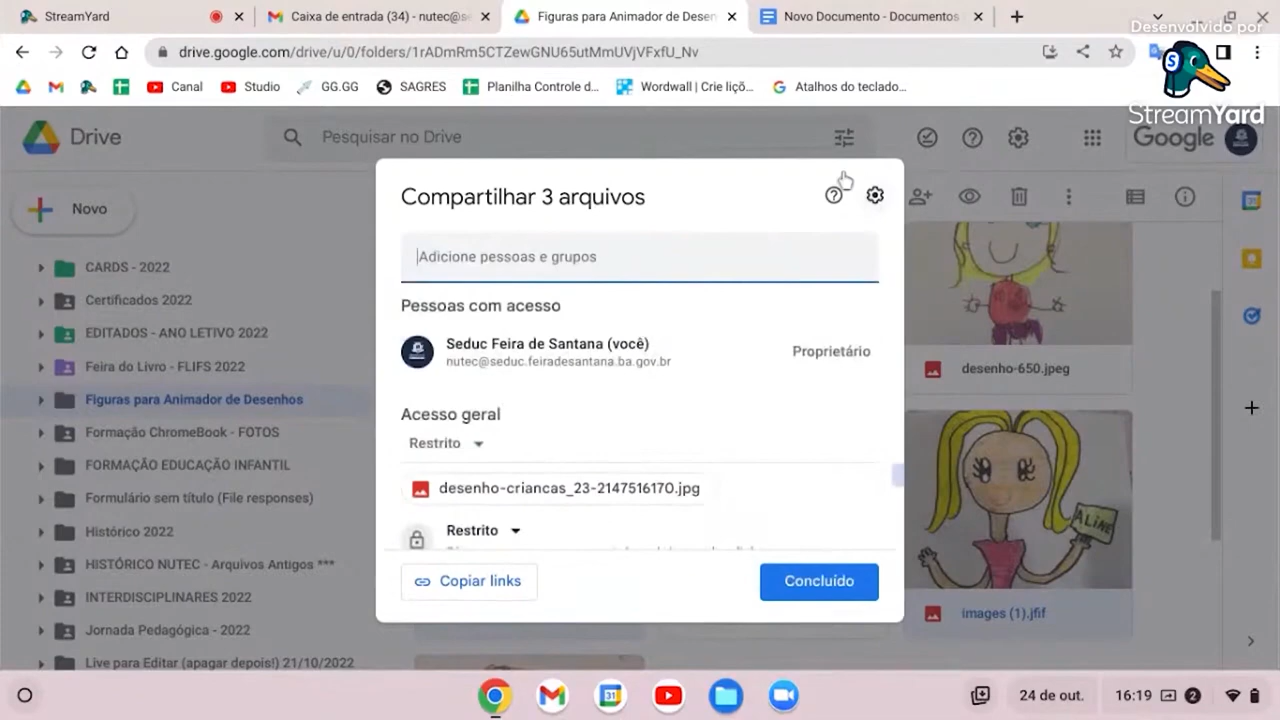 StreamYard
Caixa de entrada (34) - nutec@se
Figuras para Animador de Desen
Novo Documento - Documentos
Desenvolvido por
StreamYard
drive.google.com/drive/u/0/folders/1rADmRm5CTZewGNU65utMmUVjVFxfU_Nv
Canal
Studio
GG.GG
SAGRES
Planilha Controle d...
Wordwall | Crie liçõ...
Atalhos do teclado...
Drive
Pesquisar no Drive
Google
Novo
CARDS - 2022
Certificados 2022
EDITADOS - ANO LETIVO 2022
Feira do Livro - FLIFS 2022
Figuras para Animador de Desenhos
Formação ChromeBook - FOTOS
FORMAÇÃO EDUCAÇÃO INFANTIL
Formulário sem título (File responses)
Histórico 2022
HISTÓRICO NUTEC - Arquivos Antigos ***
INTERDISCIPLINARES 2022
Jornada Pedagógica - 2022
Live para Editar (apagar depois!) 21/10/2022
Compartilhar 3 arquivos
Adicione pessoas e grupos
Pessoas com acesso
Seduc Feira de Santana (você)
nutec@seduc.feiradesantana.ba.gov.br
Proprietário
Acesso geral
Restrito
desenho-criancas_23-2147516170.jpg
Restrito
Copiar links
Concluído
desenho-650.jpeg
ALINE
images (1).jfif
24 de out.
16:19
2